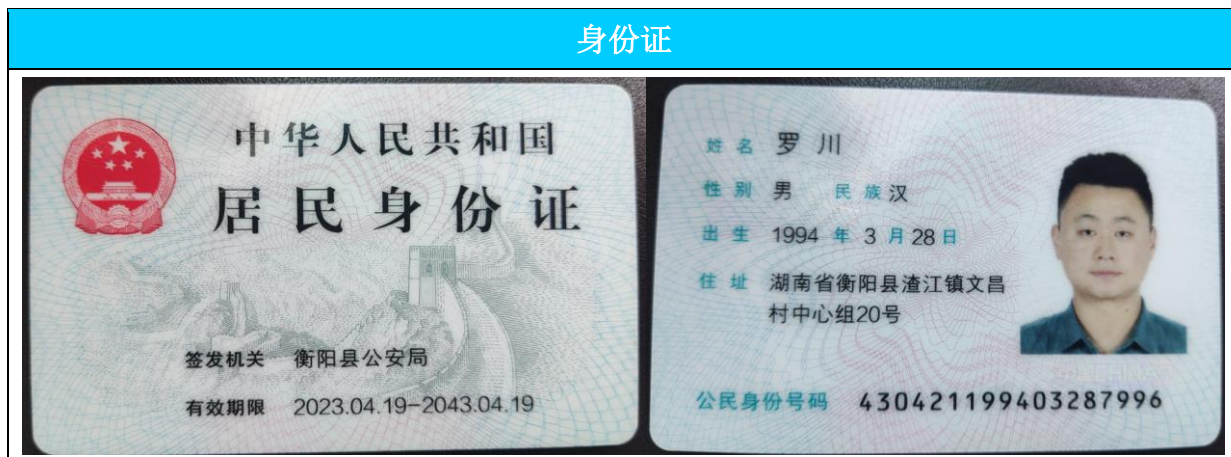 身份证
中华人民共和国
居民身份证
签发机关 衡阳县公安局
有效期限 2023.04.19-2043.04.19
姓名 罗川
性别 男 民族 汉
出生 1994 年 3 月 28 日
住址 湖南省衡阳县渣江镇文昌
村中心组20号
公民身份号码 430421199403287996